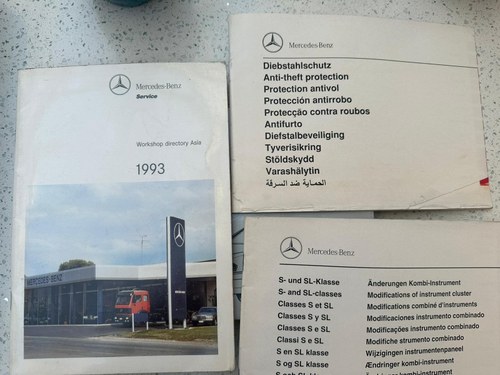 Mercedes-Benz
Service
Workshop directory Asia
1993
MERCEDES-BENZ
Mercedes-Benz
Diebstahlschutz
Anti-theft protection
Protection antivol
Protección antirrobo
Protecção contra roubos
Antifurto
Diefstalbeveiliging
Tyverisikring
Stöldskydd
Varashälytin
الحماية ضد السرقة
Mercedes-Benz
S- und SL-Klasse Änderungen Kombi-Instrument
S- and SL-classes Modifications of instrument cluster
Classes S et SL Modifications combiné d'instruments
Classes S y SL Modificaciones instrumento combinado
Classes S e SL Modificações instrumento combinado
Classi S e SL Modifiche strumento combinato
S en SL klasse Wijzigingen instrumentenpaneel
S og SL klasse Ændringer kombi-instrument